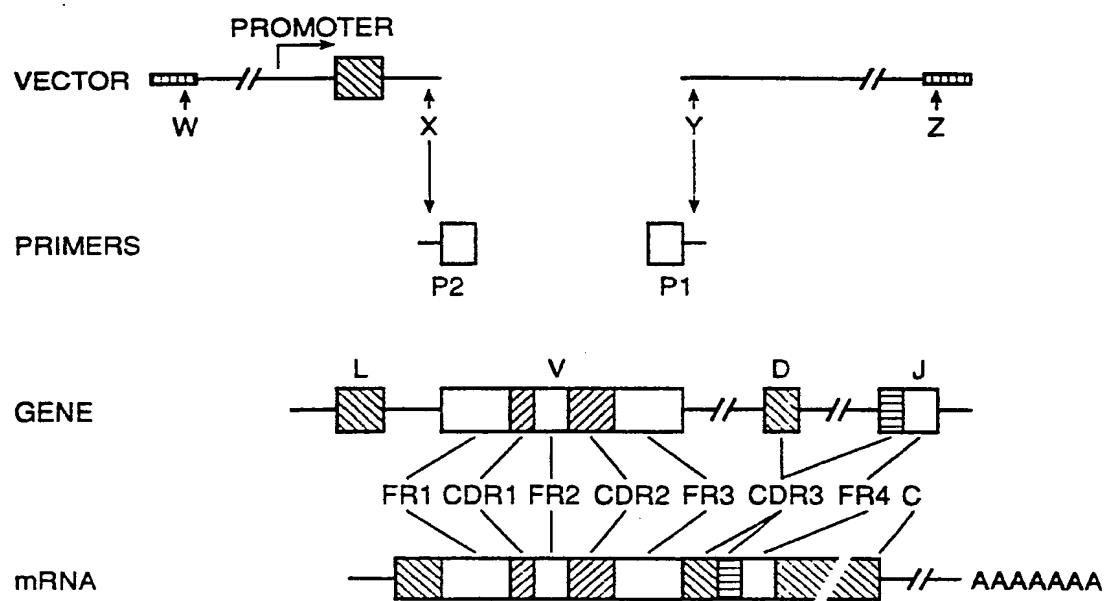 PROMOTER
VECTOR
W X Y Z
PRIMERS
P2 P1
L V D J
GENE
FR1 CDR1 FR2 CDR2 FR3 CDR3 FR4 C
mRNA AAAAAAA